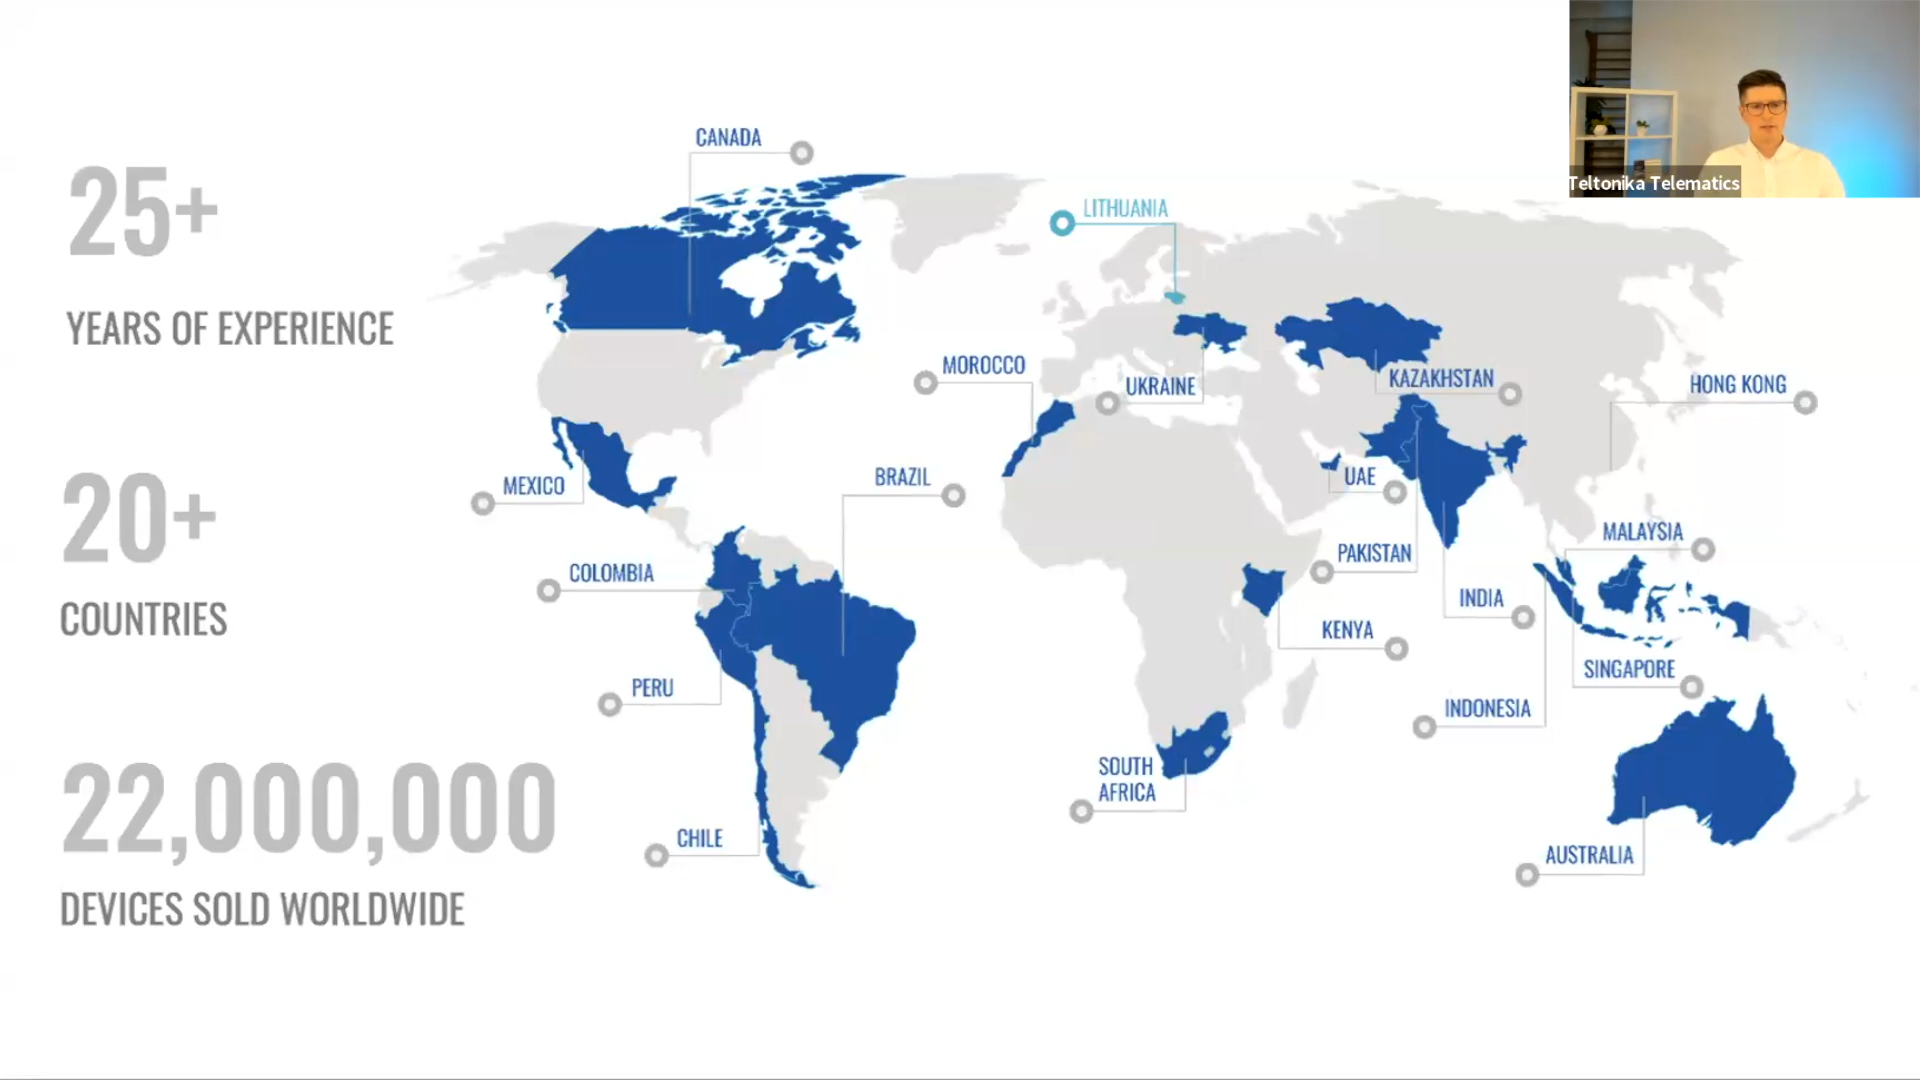 Teltonika Telematics
25+
YEARS OF EXPERIENCE
20+
COUNTRIES
22,000,000
DEVICES SOLD WORLDWIDE
CANADA
LITHUANIA
MOROCCO
UKRAINE
KAZAKHSTAN
HONG KONG
MEXICO
BRAZIL
UAE
MALAYSIA
COLOMBIA
PAKISTAN
INDIA
KENYA
SINGAPORE
PERU
INDONESIA
SOUTH
AFRICA
CHILE
AUSTRALIA